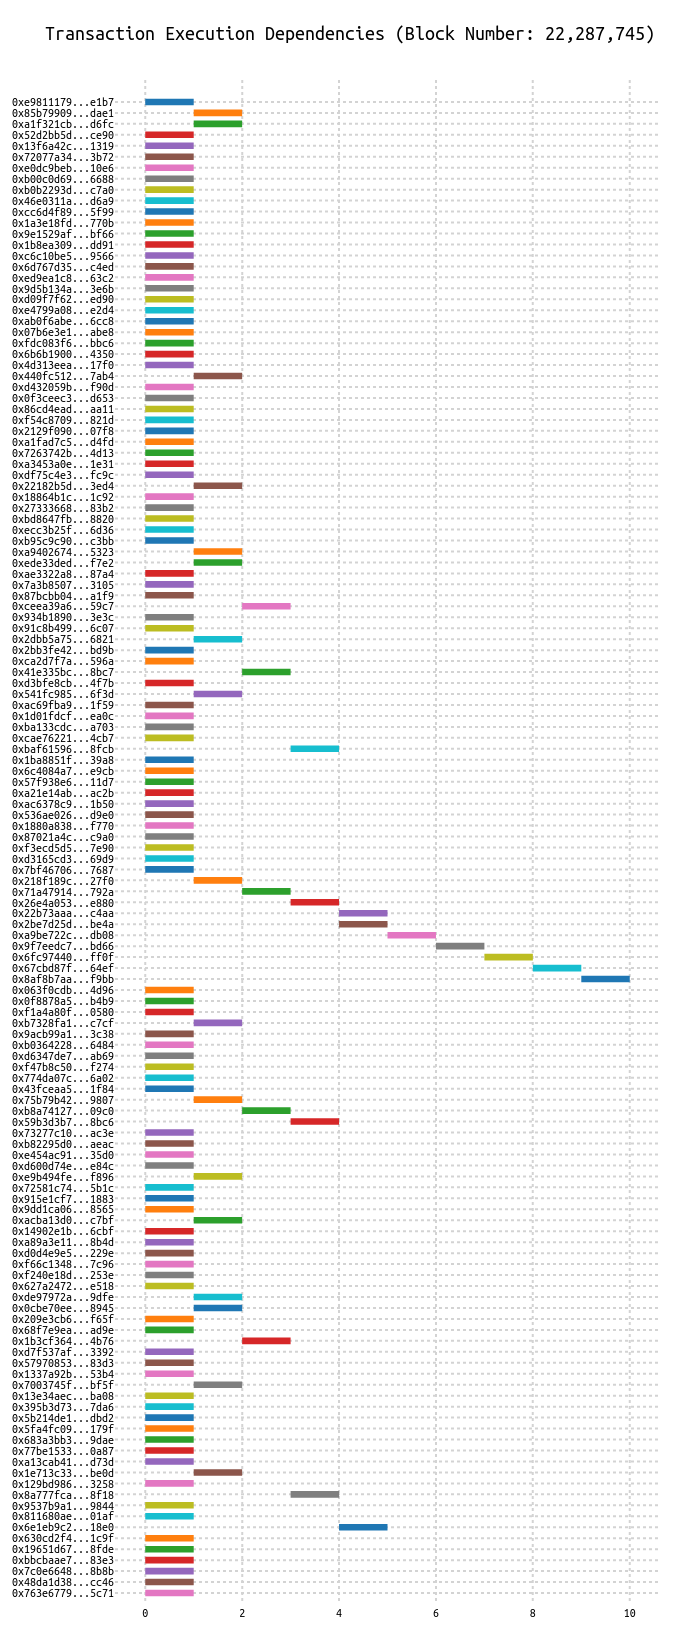 Transaction Execution Dependencies (Block Number: 22,287,745)
0xe9811179...e1b7
0x85b79909...dae1
0xa1f321cb...d6fc
0x52d2bb5d...ce90
0x13f6a42c...1319
0x72077a34...3b72
0xe0dc9beb...10e6
0xb00c0d69...6688
0xb0b2293d...c7a0
0x46e0311a...d6a9
0xcc6d4f89...5f99
0x1a3e18fd...770b
0x9e1529af...bf66
0x1b8ea309...dd91
0xc6c10be5...9566
0x6d767d35...c4ed
0xed9ea1c8...63c2
0x9d5b134a...3e6b
0xd09f7f62...ed90
0xe4799a08...e2d4
0xab0f6abe...6cc8
0x07b6e3e1...abe8
0xfdc083f6...bbc6
0x6b6b1900...4350
0x4d313eea...17f0
0x440fc512...7ab4
0xd432059b...f90d
0x0f3ceec3...d653
0x86cd4ead...aa11
0xf54c8709...821d
0x2129f090...07f8
0xa1fad7c5...d4fd
0x7263742b...4d13
0xa3453a0e...1e31
0xdf75c4e3...fc9c
0x22182b5d...3ed4
0x18864b1c...1c92
0x27333668...83b2
0xbd8647fb...8820
0xecc3b25f...6d36
0xb95c9c90...c3bb
0xa9402674...5323
0xede33ded...f7e2
0xae3322a8...87a4
0x7a3b8507...3105
0x87bcbb04...a1f9
0xceea39a6...59c7
0x934b1890...3e3c
0x91c8b499...6c07
0x2dbb5a75...6821
0x2bb3fe42...bd9b
0xca2d7f7a...596a
0x41e335bc...8bc7
0xd3bfe8cb...4f7b
0x541fc985...6f3d
0xac69fba9...1f59
0x1d01fdcf...ea0c
0xba133cdc...a703
0xcae76221...4cb7
0xbaf61596...8fcb
0x1ba8851f...39a8
0x6c4084a7...e9cb
0x57f938e6...11d7
0xa21e14ab...ac2b
0xac6378c9...1b50
0x536ae026...d9e0
0x1880a838...f770
0x87021a4c...c9a0
0xf3ecd5d5...7e90
0xd3165cd3...69d9
0x7bf46706...7687
0x218f189c...27f0
0x71a47914...792a
0x26e4a053...e880
0x22b73aaa...c4aa
0x2be7d25d...be4a
0xa9be722c...db08
0x9f7eedc7...bd66
0x6fc97440...ff0f
0x67cbd87f...64ef
0x8af8b7aa...f9bb
0x063f0cdb...4d96
0x0f8878a5...b4b9
0xf1a4a80f...0580
0xb7328fa1...c7cf
0x9acb99a1...3c38
0xb0364228...6484
0xd6347de7...ab69
0xf47b8c50...f274
0x774da07c...6a02
0x43fceaa5...1f84
0x75b79b42...9807
0xb8a74127...09c0
0x59b3d3b7...8bc6
0x73277c10...ac3e
0xb82295d0...aeac
0xe454ac91...35d0
0xd600d74e...e84c
0xe9b494fe...f896
0x72581c74...5b1c
0x915e1cf7...1883
0x9dd1ca06...8565
0xacba13d0...c7bf
0x14902e1b...6cbf
0xa89a3e11...8b4d
0xd0d4e9e5...229e
0xf66c1348...7c96
0xf240e18d...253e
0x627a2472...e518
0xde97972a...9dfe
0x0cbe70ee...8945
0x209e3cb6...f65f
0x68f7e9ea...ad9e
0x1b3cf364...4b76
0xd7f537af...3392
0x57970853...83d3
0x1337a92b...53b4
0x7003745f...bf5f
0x13e34aec...ba08
0x395b3d73...7da6
0x5b214de1...dbd2
0x5fa4fc09...179f
0x683a3bb3...9dae
0x77be1533...0a87
0xa13cab41...d73d
0x1e713c33...be0d
0x129bd986...3258
0x8a777fca...8f18
0x9537b9a1...9844
0x811680ae...01af
0x6e1eb9c2...18e0
0x630cd2f4...1c9f
0x19651d67...8fde
0xbbcbaae7...83e3
0x7c0e6648...8b8b
0x48da1d38...cc46
0x763e6779...5c71
0 2 4 6 8 10